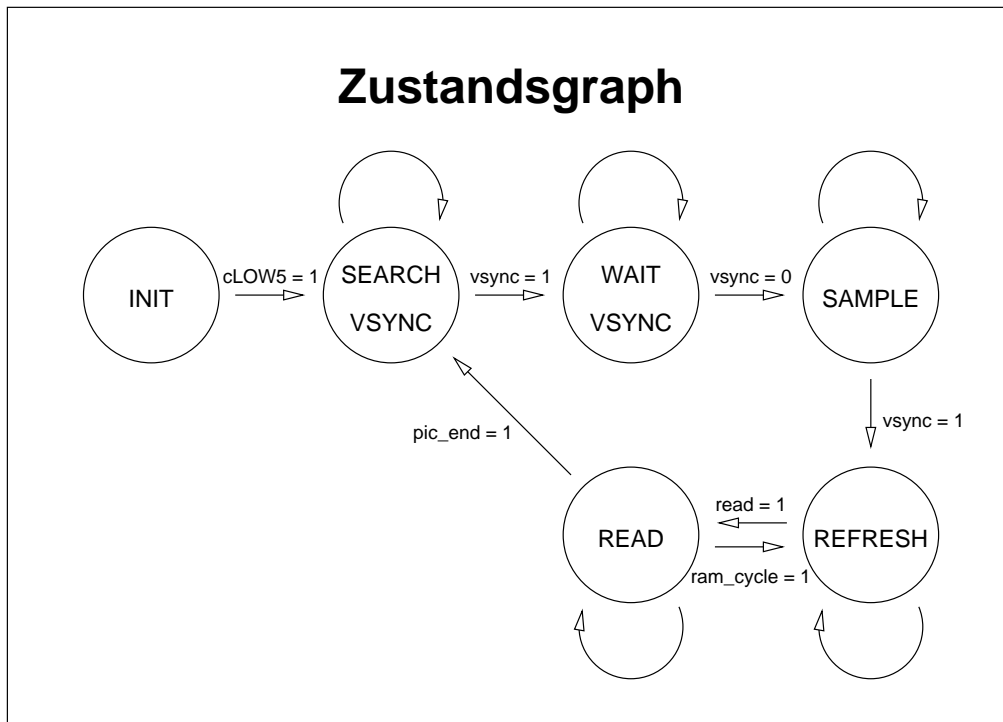 Zustandsgraph
INIT
cLOW5 = 1
SEARCH
VSYNC
vsync = 1
WAIT
VSYNC
vsync = 0
SAMPLE
vsync = 1
pic_end = 1
READ
read = 1
ram_cycle = 1
REFRESH